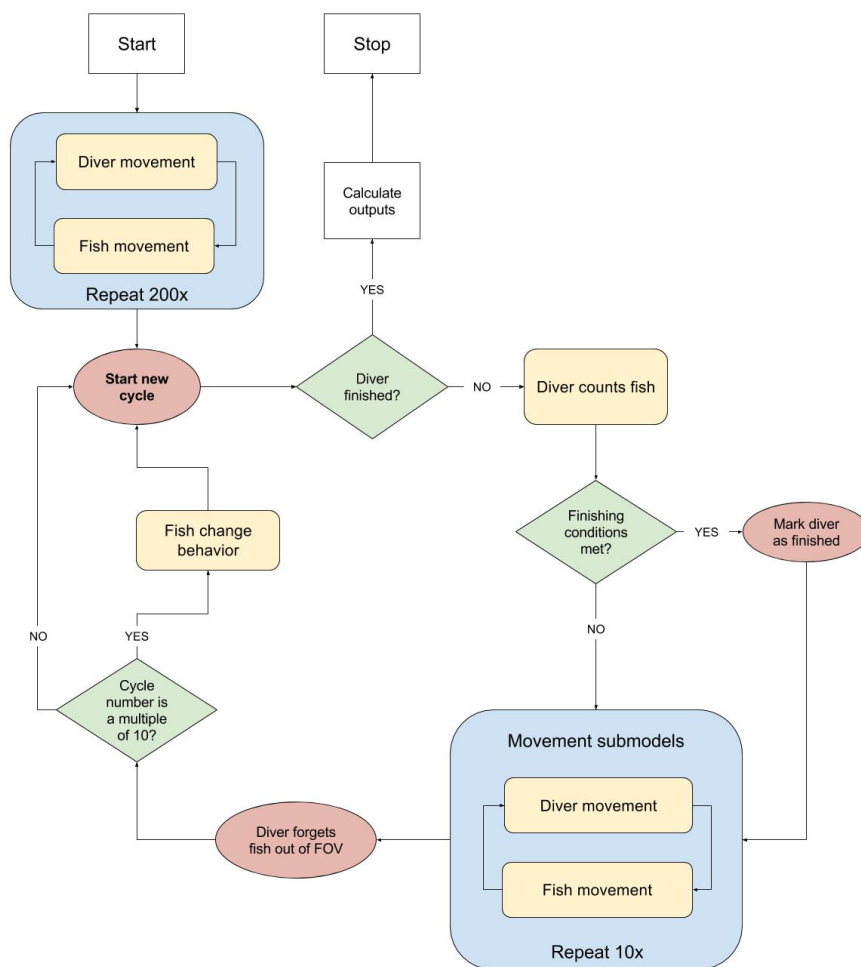 Start
Stop
Diver movement
Fish movement
Repeat 200x
Calculate
outputs
YES
Start new
cycle
Diver
finished?
NO
Diver counts fish
Finishing
conditions
met?
YES
Mark diver
as finished
NO
Fish change
behavior
NO
YES
Cycle
number is
a multiple
of 10?
Movement submodels
Diver movement
Fish movement
Repeat 10x
Diver forgets
fish out of FOV